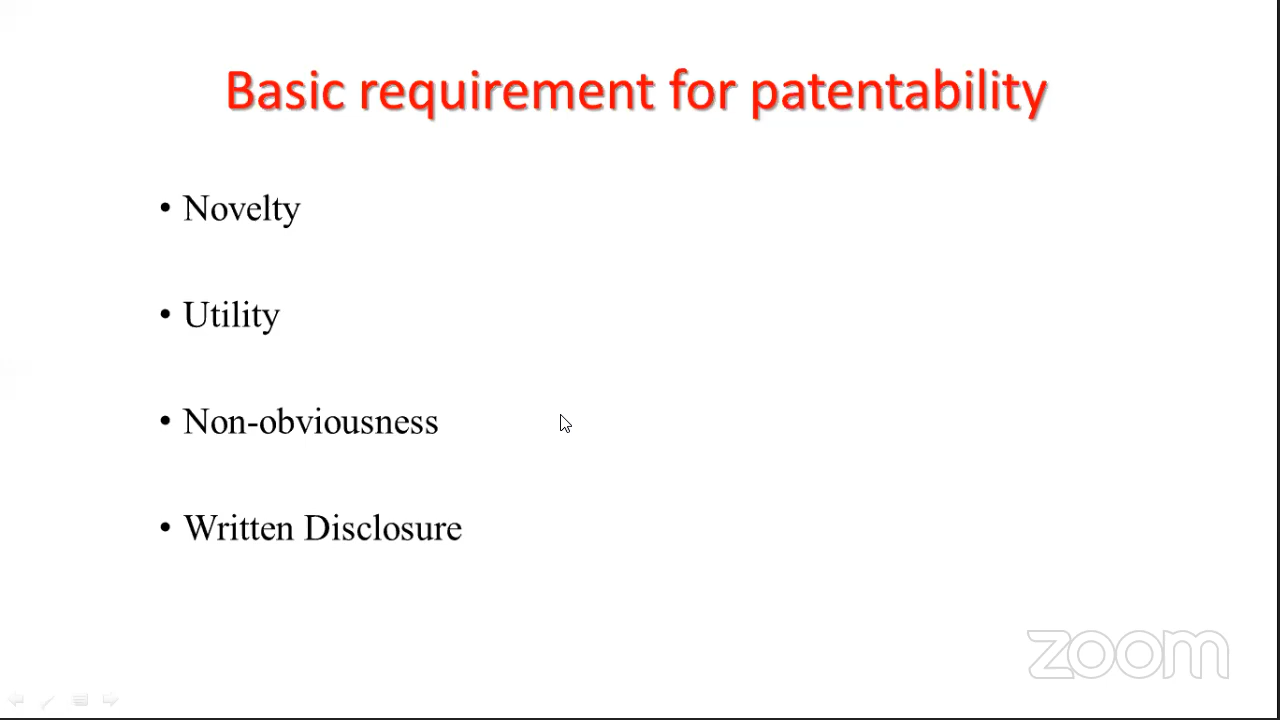 Basic requirement for patentability
• Novelty
• Utility
• Non-obviousness
• Written Disclosure
zoom